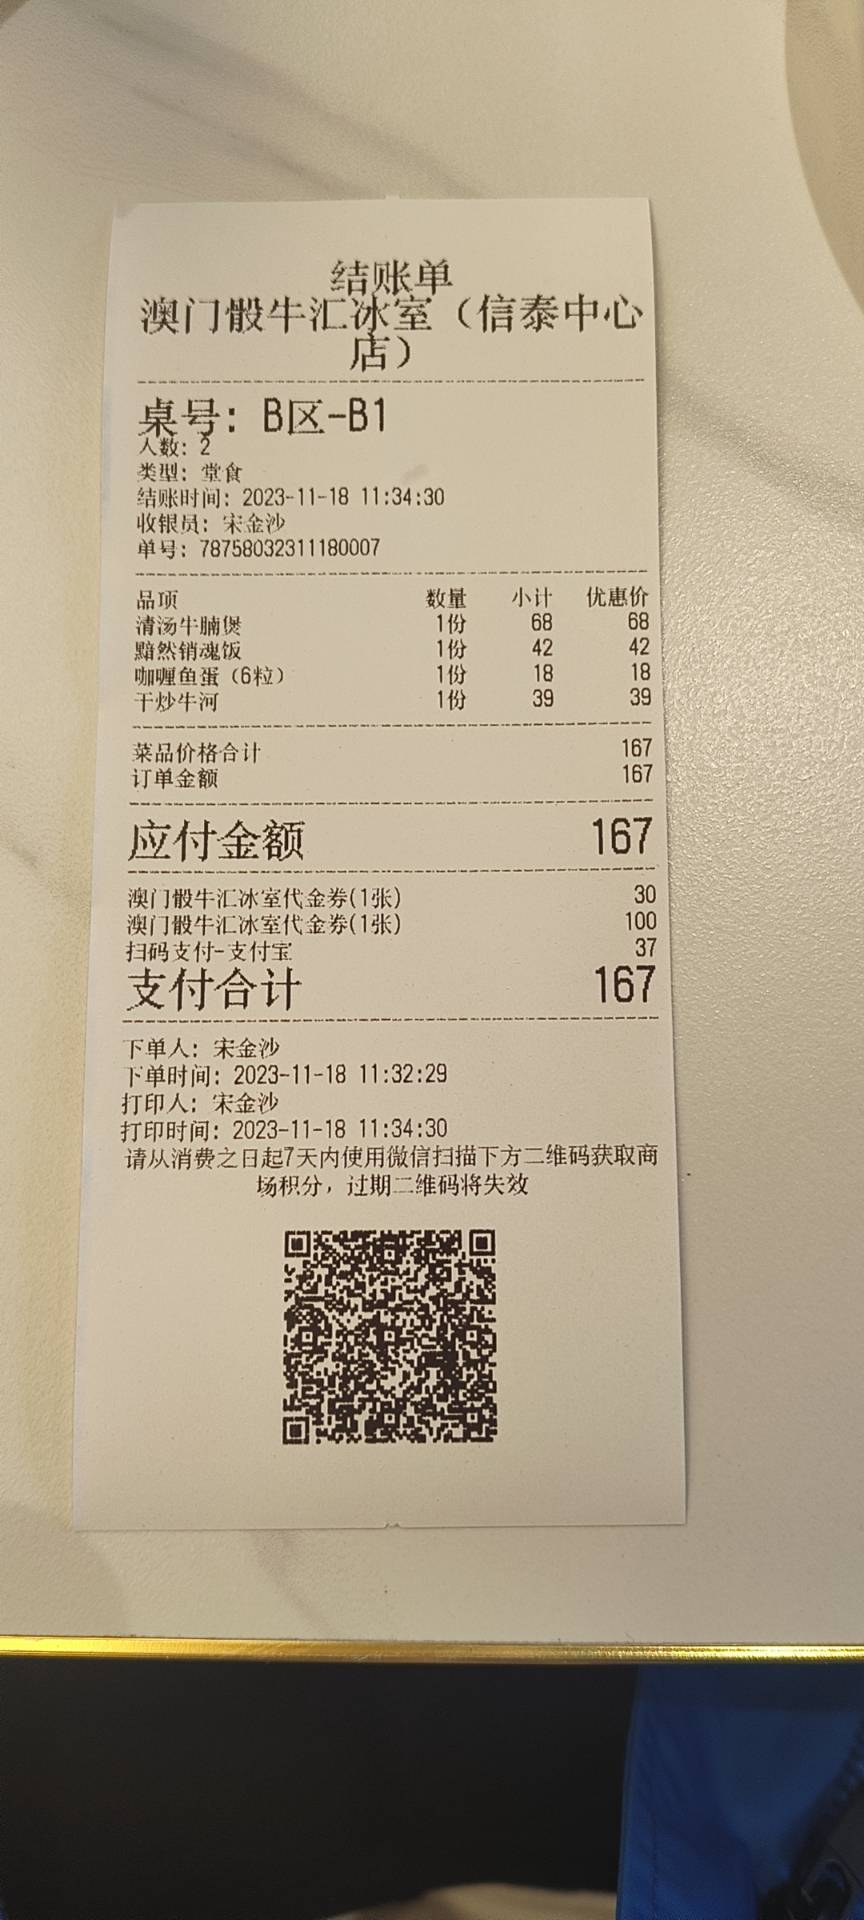 结账单
澳门骰牛汇冰室（信泰中心
店）
桌号: B区-B1
人数: 2
类型: 堂食
结账时间: 2023-11-18 11:34:30
收银员: 宋金沙
单号: 78758032311180007
品项 数量 小计 优惠价
清汤牛腩煲 1份 68 68
黯然销魂饭 1份 42 42
咖喱鱼蛋（6粒） 1份 18 18
干炒牛河 1份 39 39
菜品价格合计 167
订单金额 167
应付金额 167
澳门骰牛汇冰室代金券(1张) 30
澳门骰牛汇冰室代金券(1张) 100
扫码支付-支付宝 37
支付合计 167
下单人: 宋金沙
下单时间: 2023-11-18 11:32:29
打印人: 宋金沙
打印时间: 2023-11-18 11:34:30
请从消费之日起7天内使用微信扫描下方二维码获取商
场积分，过期二维码将失效